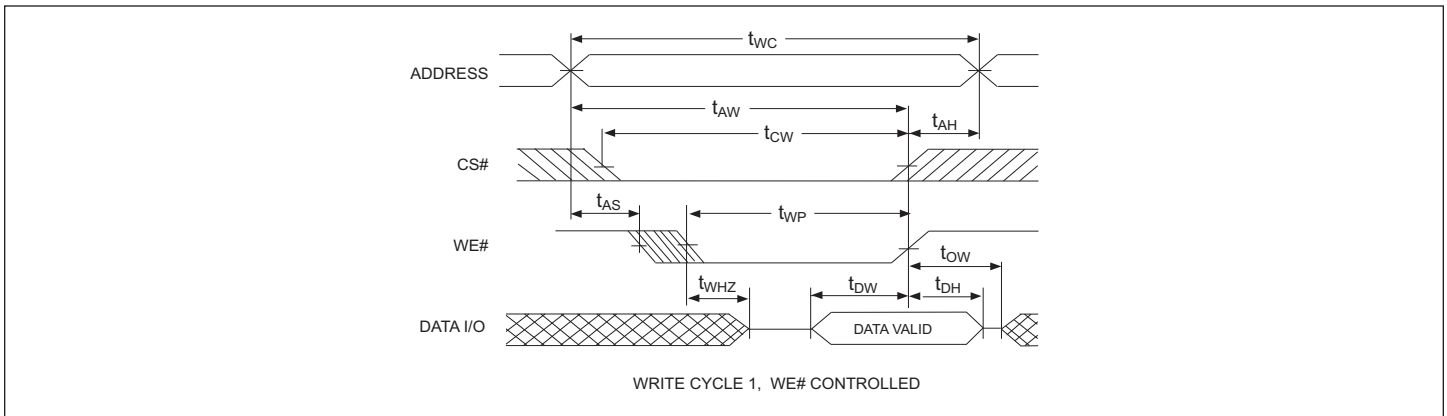 tWC
ADDRESS
tAW
tAH
tCW
CS#
tAS
tWP
WE#
tOW
tDW
tDH
tWHZ
DATA I/O
DATA VALID
WRITE CYCLE 1, WE# CONTROLLED